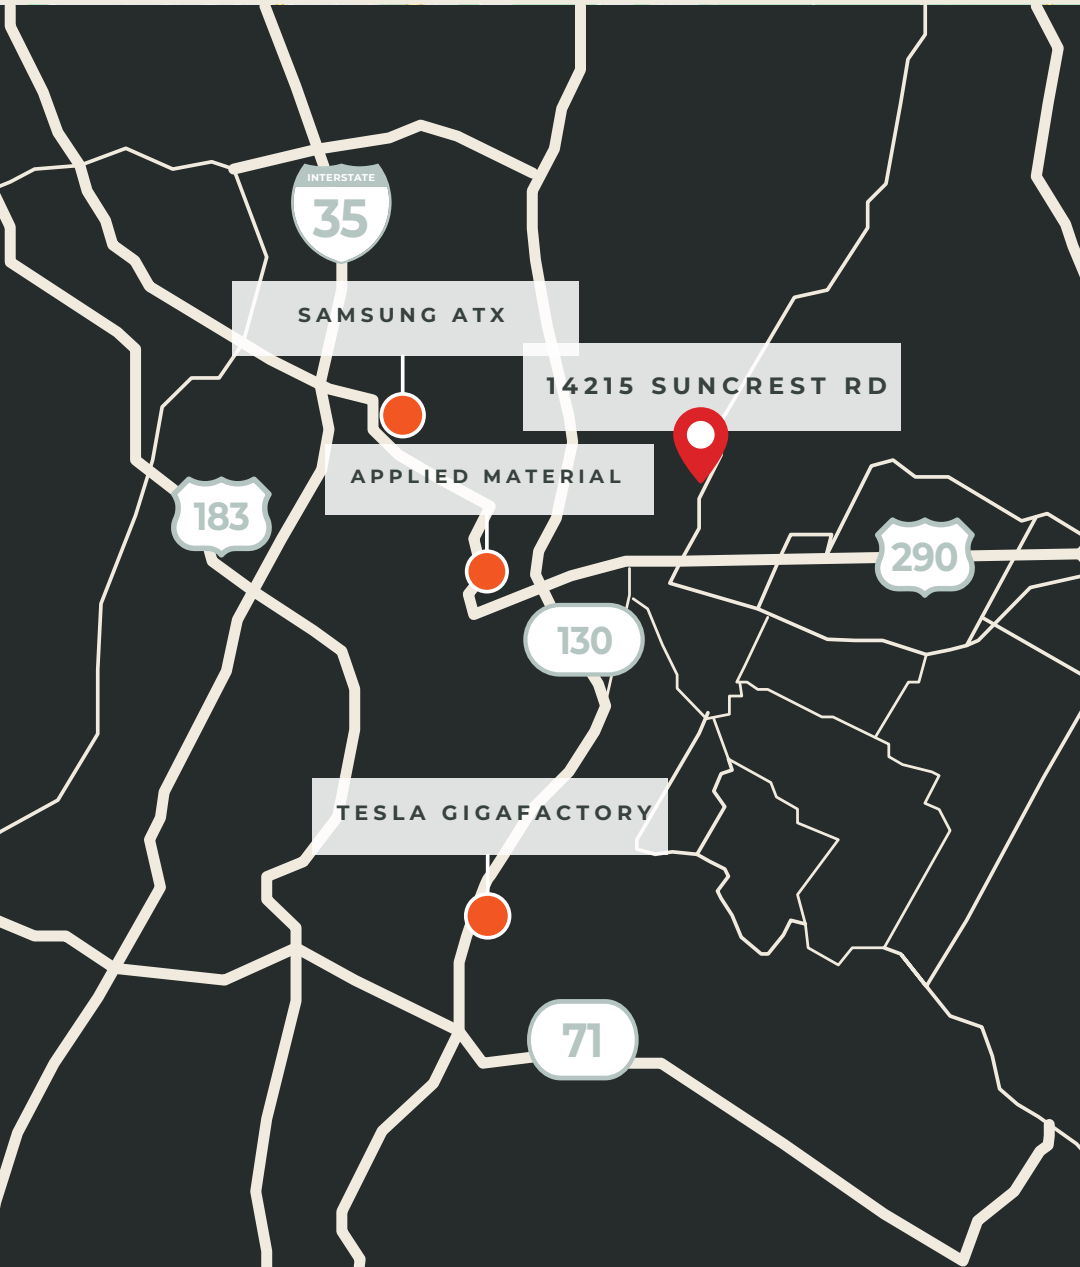 INTERSTATE
35
SAMSUNG ATX
14215 SUNCREST RD
APPLIED MATERIAL
183
290
130
TESLA GIGAFACTORY
71